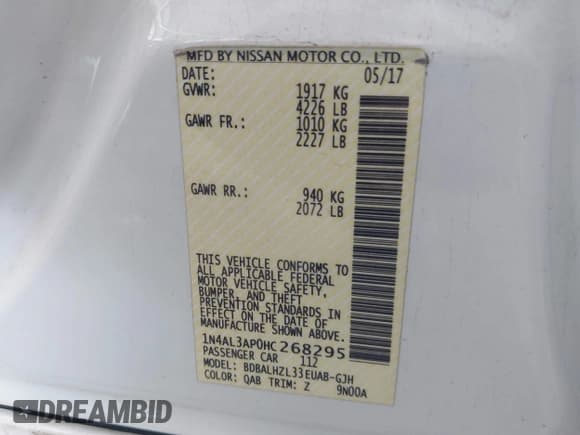 MFD BY NISSAN MOTOR CO., LTD.
DATE: 05/17
GVWR: 1917 KG
4226 LB
GAWR FR.: 1010 KG
2227 LB
GAWR RR.: 940 KG
2072 LB
THIS VEHICLE CONFORMS TO
ALL APPLICABLE FEDERAL
MOTOR VEHICLE SAFETY,
BUMPER, AND THEFT
PREVENTION STANDARDS IN
EFFECT ON THE DATE OF
MANUFACTURE SHOWN ABOVE.
1N4AL3AP0HC268295
PASSENGER CAR 112
MODEL: BDBALHZL33EUAB-GJH
COLOR: QAB TRIM: Z 9N00A
DREAMBID